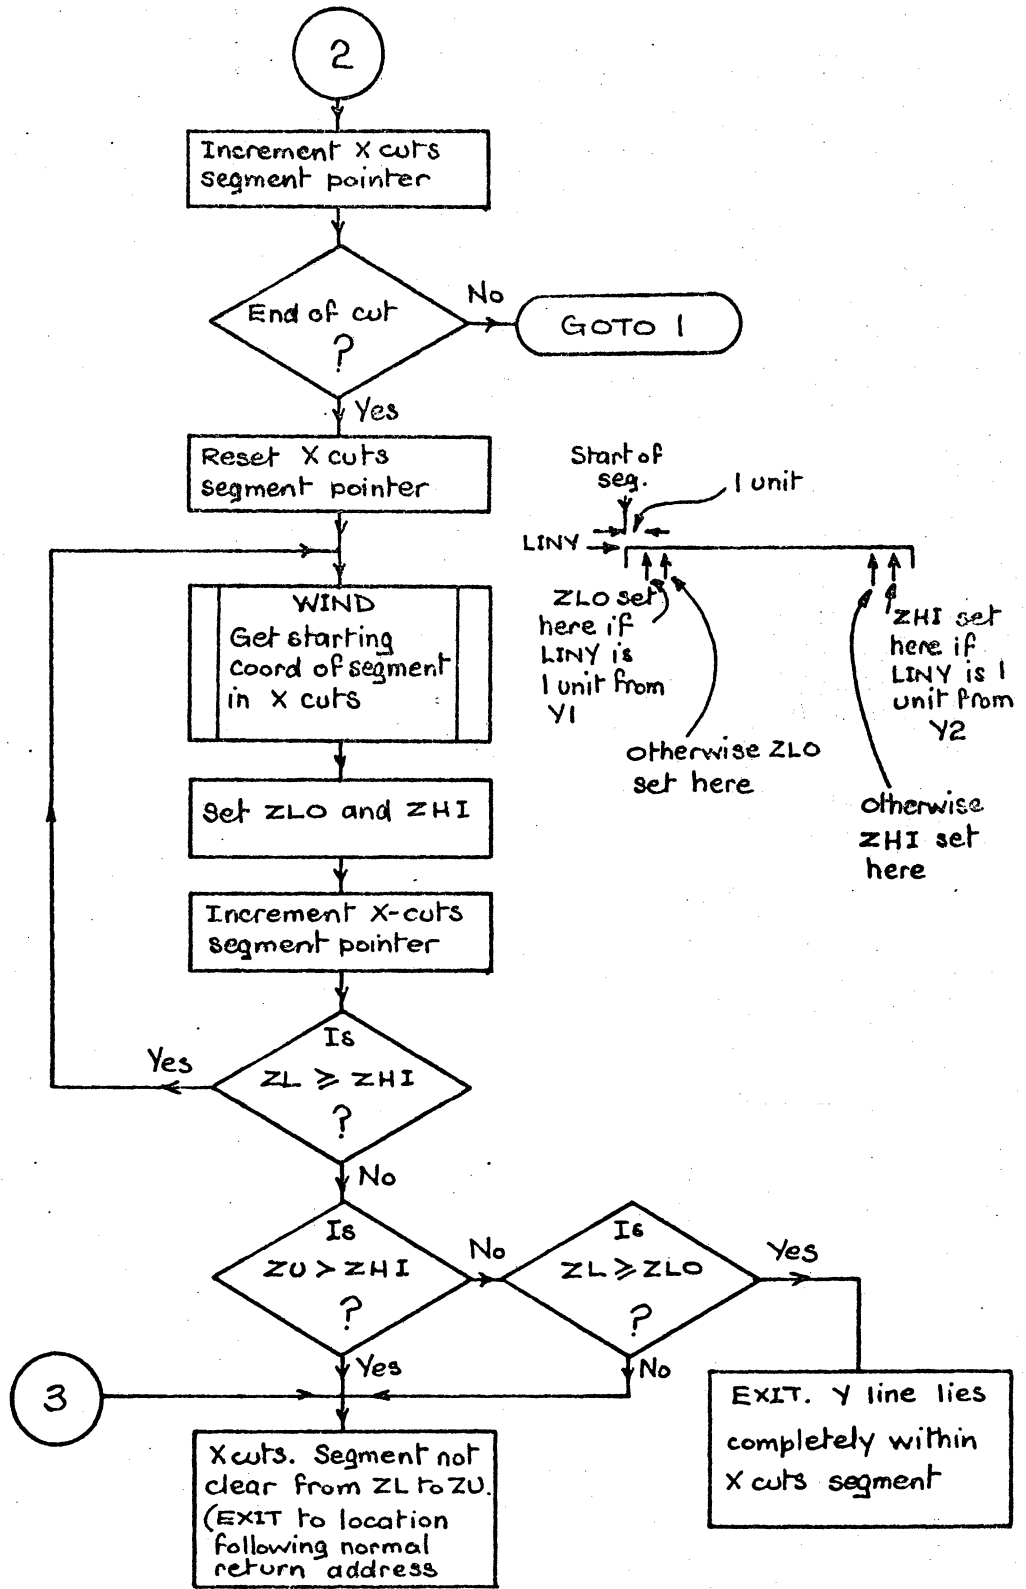 2
Increment X cuts
segment pointer
End of cut
?
No
GOTO 1
Yes
Reset X cuts
segment pointer
Start of
seg.
1 unit
LINY
ZLO set
here if
LINY is
1 unit from
Y1
otherwise ZLO
set here
ZHI set
here if
LINY is 1
unit from
Y2
otherwise
ZHI set
here
WIND
Get starting
coord of segment
in X cuts
Set ZLO and ZHI
Increment X-cuts
segment pointer
Is
ZL ⩾ ZHI
?
Yes
No
Is
ZU > ZHI
?
No
Is
ZL ⩾ ZLO
?
Yes
Yes
No
3
X cuts. Segment not
clear from ZL to ZU.
(EXIT to location
following normal
return address
EXIT. Y line lies
completely within
X cuts segment